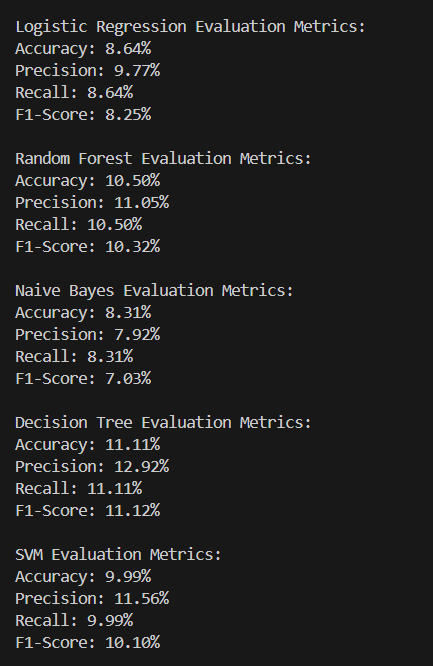 Logistic Regression Evaluation Metrics:
Accuracy: 8.64%
Precision: 9.77%
Recall: 8.64%
F1-Score: 8.25%
Random Forest Evaluation Metrics:
Accuracy: 10.50%
Precision: 11.05%
Recall: 10.50%
F1-Score: 10.32%
Naive Bayes Evaluation Metrics:
Accuracy: 8.31%
Precision: 7.92%
Recall: 8.31%
F1-Score: 7.03%
Decision Tree Evaluation Metrics:
Accuracy: 11.11%
Precision: 12.92%
Recall: 11.11%
F1-Score: 11.12%
SVM Evaluation Metrics:
Accuracy: 9.99%
Precision: 11.56%
Recall: 9.99%
F1-Score: 10.10%